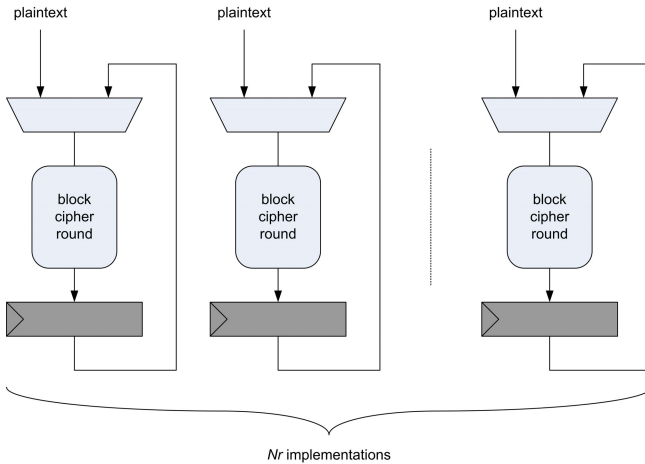 plaintext
plaintext
plaintext
block
cipher
round
block
cipher
round
block
cipher
round
Nr implementations